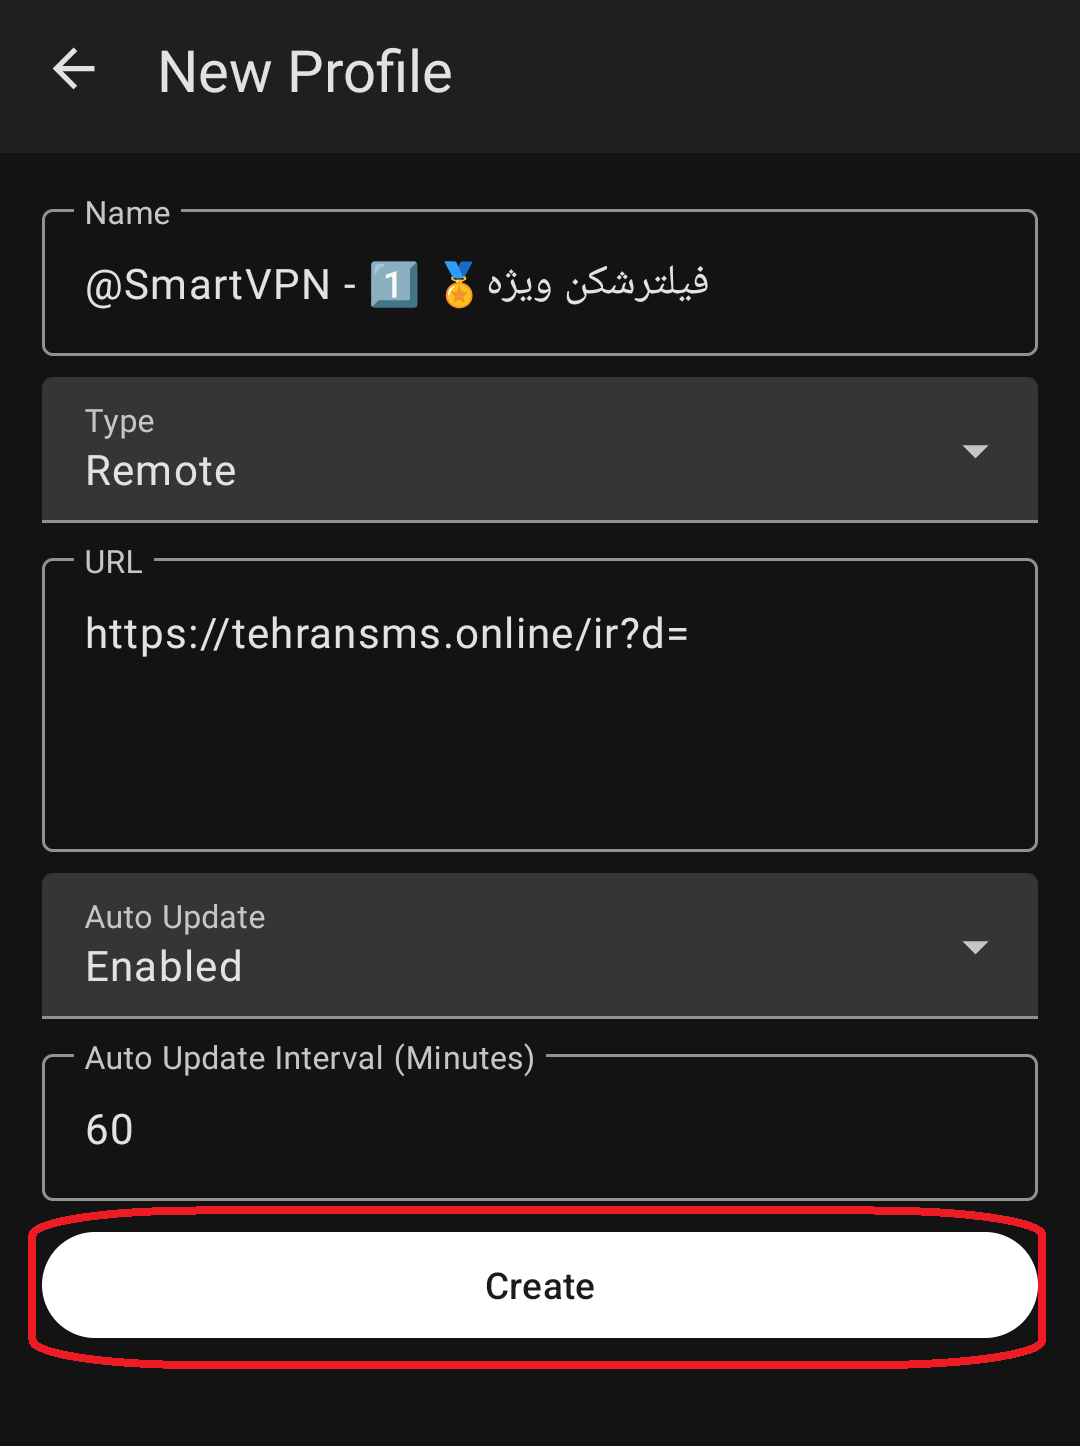 New Profile
Name
@SmartVPN - 1️⃣ 🏅فیلترشکن ویژه
Type
Remote
URL
https://tehransms.online/ir?d=
Auto Update
Enabled
Auto Update Interval (Minutes)
60
Create